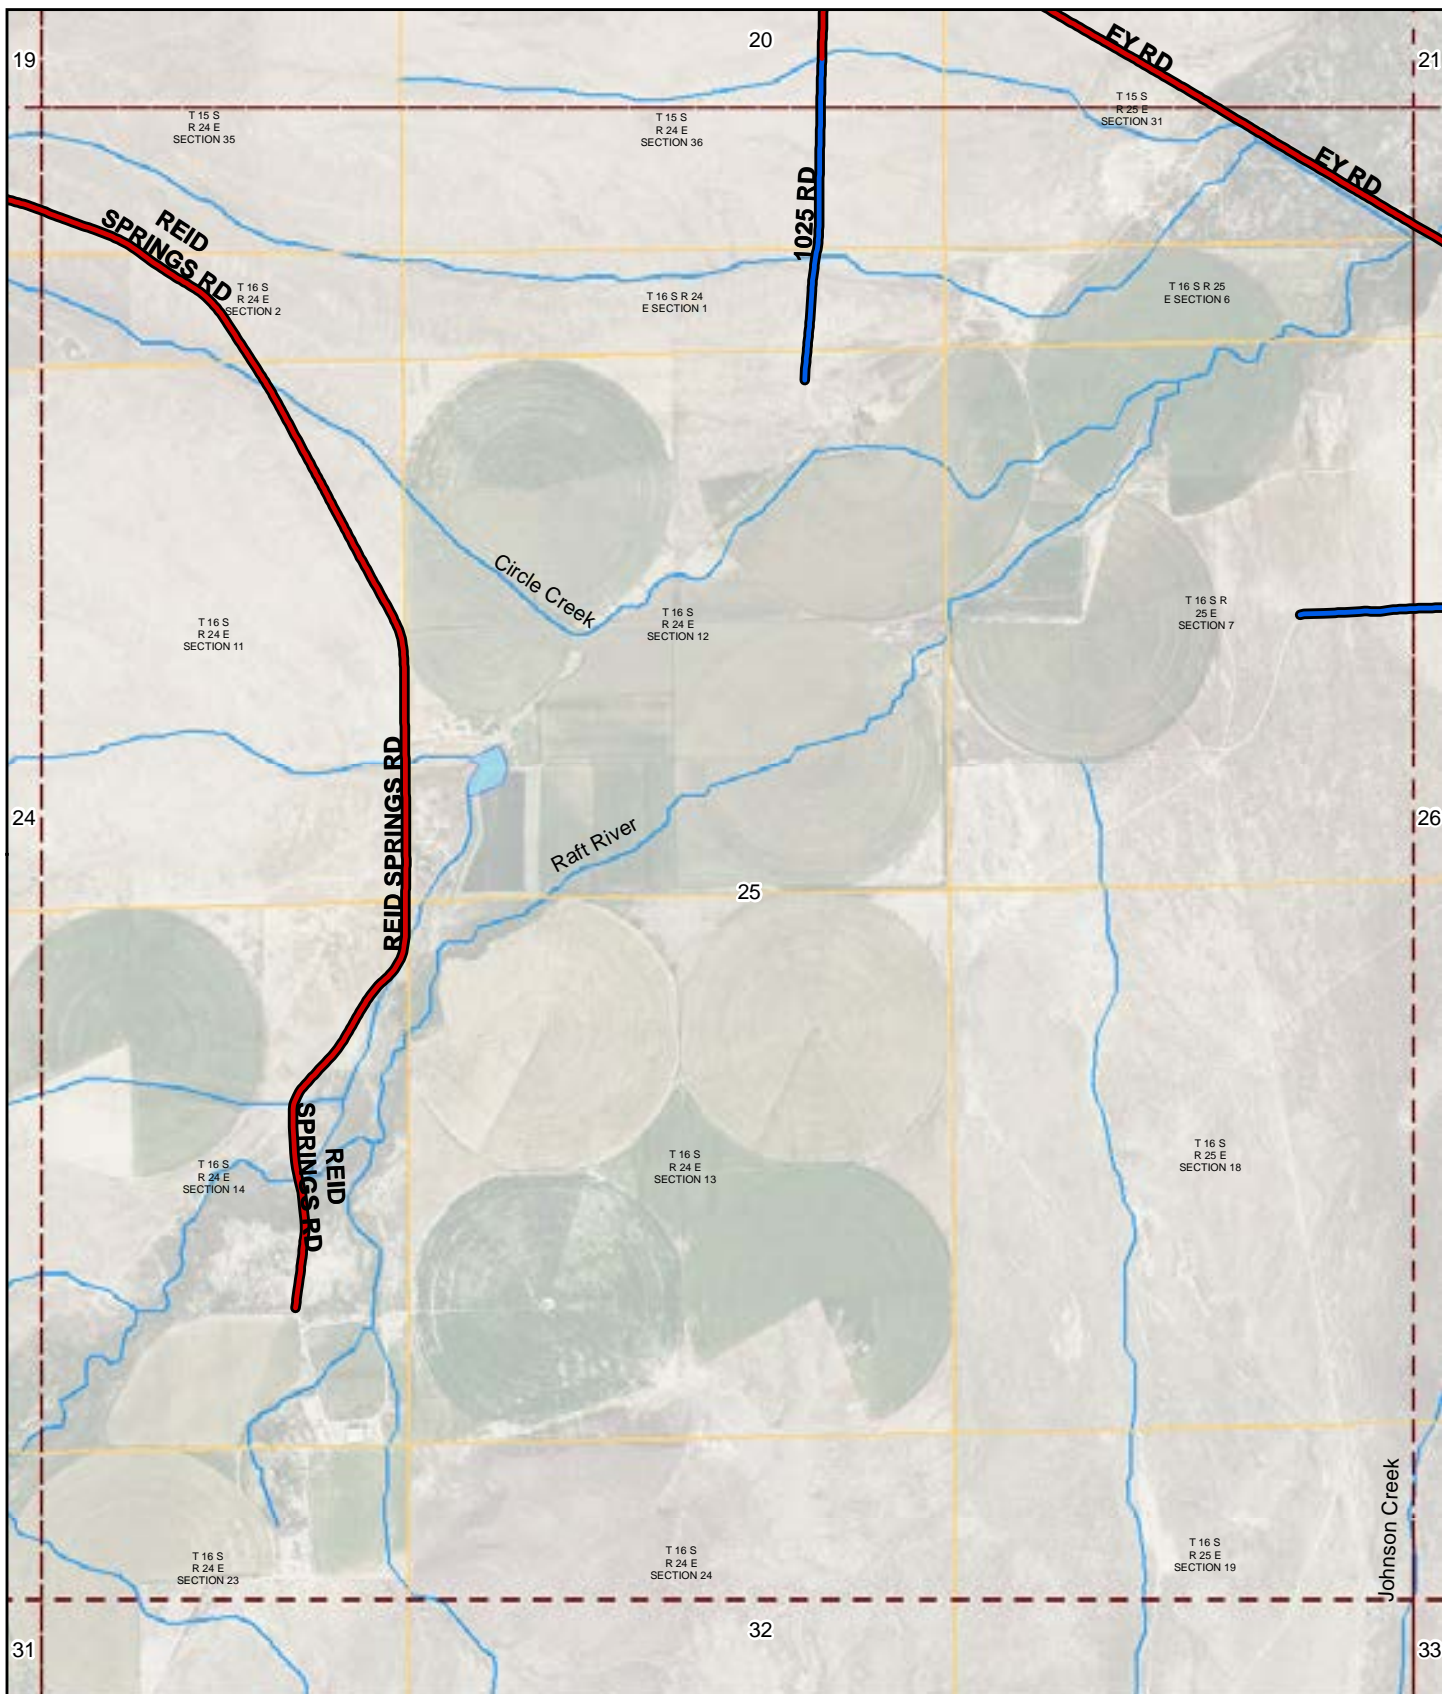 19
20
21
EY RD
T 15 S
R 24 E
SECTION 35
T 15 S
R 24 E
SECTION 36
T 15 S
R 25 E
SECTION 31
EY RD
1025 RD
REID
SPRINGS RD
T 16 S
R 24 E
SECTION 2
T 16 S R 24
E SECTION 1
T 16 S R 25
E SECTION 6
Circle Creek
T 16 S
R 24 E
SECTION 11
T 16 S
R 24 E
SECTION 12
T 16 S R
25 E
SECTION 7
REID SPRINGS RD
24
Raft River
26
25
REID
SPRINGS RD
T 16 S
R 24 E
SECTION 14
T 16 S
R 24 E
SECTION 13
T 16 S
R 25 E
SECTION 18
Johnson Creek
T 16 S
R 24 E
SECTION 23
T 16 S
R 24 E
SECTION 24
T 16 S
R 25 E
SECTION 19
31
32
33